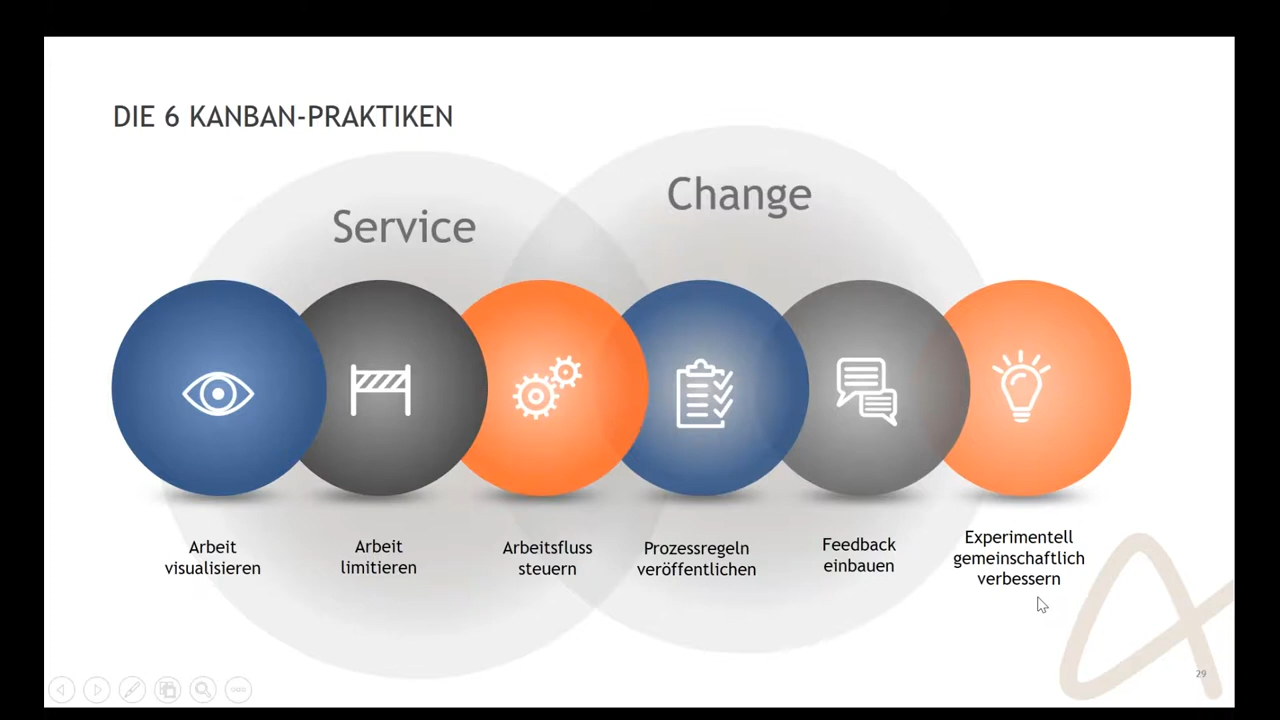 DIE 6 KANBAN-PRAKTIKEN
Service
Change
Arbeit
visualisieren
Arbeit
limitieren
Arbeitsfluss
steuern
Prozessregeln
veröffentlichen
Feedback
einbauen
Experimentell
gemeinschaftlich
verbessern
29